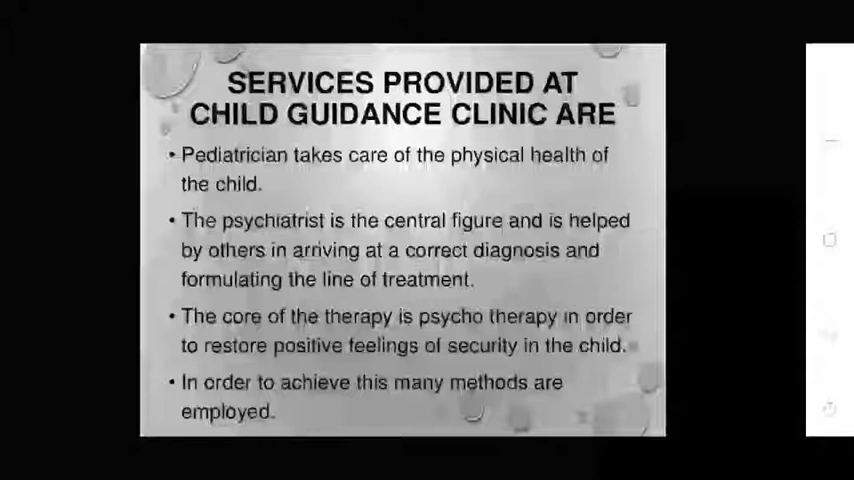 SERVICES PROVIDED AT
CHILD GUIDANCE CLINIC ARE
• Pediatrician takes care of the physical health of
the child.
• The psychiatrist is the central figure and is helped
by others in arriving at a correct diagnosis and
formulating the line of treatment.
• The core of the therapy is psycho therapy in order
to restore positive feelings of security in the child.
• In order to achieve this many methods are
employed.